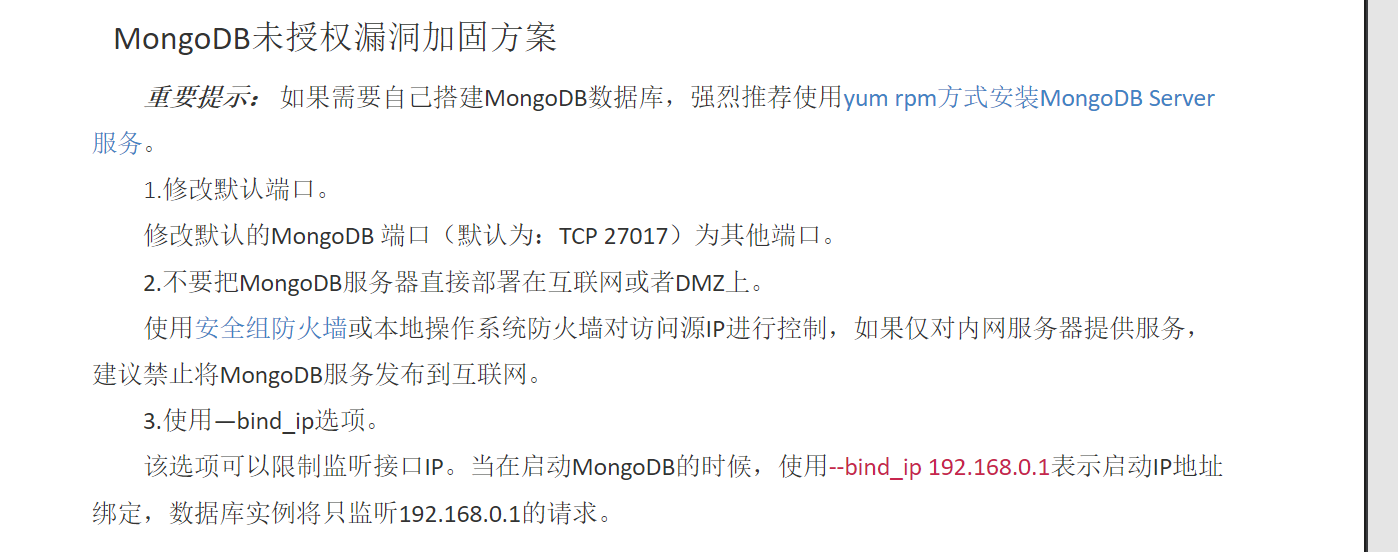 MongoDB未授权漏洞加固方案
重要提示： 如果需要自己搭建MongoDB数据库，强烈推荐使用yum rpm方式安装MongoDB Server
服务。
1.修改默认端口。
修改默认的MongoDB 端口（默认为：TCP 27017）为其他端口。
2.不要把MongoDB服务器直接部署在互联网或者DMZ上。
使用安全组防火墙或本地操作系统防火墙对访问源IP进行控制，如果仅对内网服务器提供服务，
建议禁止将MongoDB服务发布到互联网。
3.使用—bind_ip选项。
该选项可以限制监听接口IP。当在启动MongoDB的时候，使用--bind_ip 192.168.0.1表示启动IP地址
绑定，数据库实例将只监听192.168.0.1的请求。